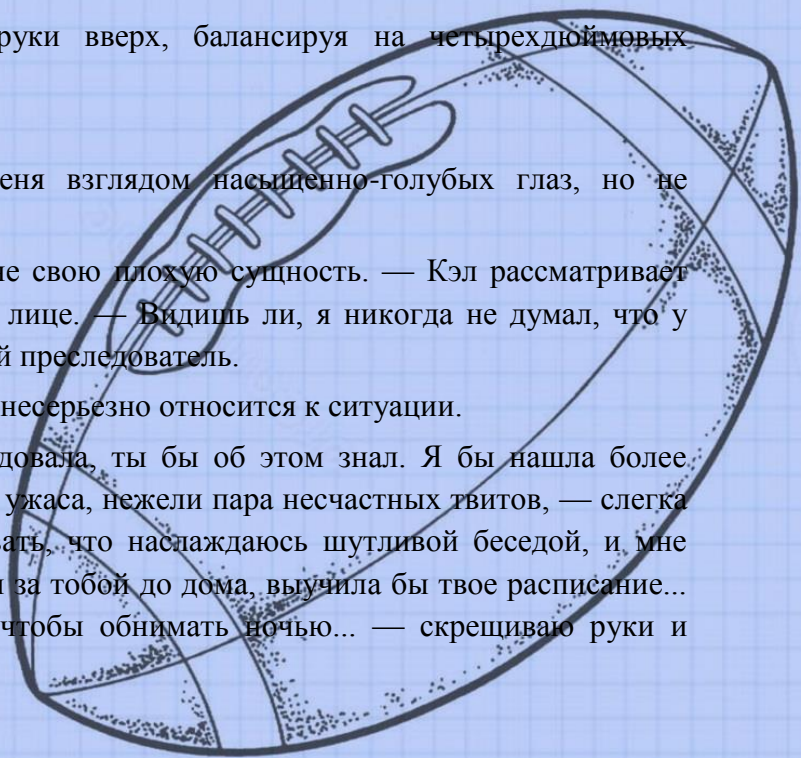 руки вверх, балансируя на четырехдюймовых
еня взглядом насыщенно-голубых глаз, но не
не свою плохую сущность. — Кэл рассматривает
лице. — Видишь ли, я никогда не думал, что у
й преследователь.
несерьезно относится к ситуации.
довала, ты бы об этом знал. Я бы нашла более
ужаса, нежели пара несчастных твитов, — слегка
вать, что наслаждаюсь шутливой беседой, и мне
и за тобой до дома, выучила бы твое расписание...
чтобы обнимать ночью... — скрещиваю руки и